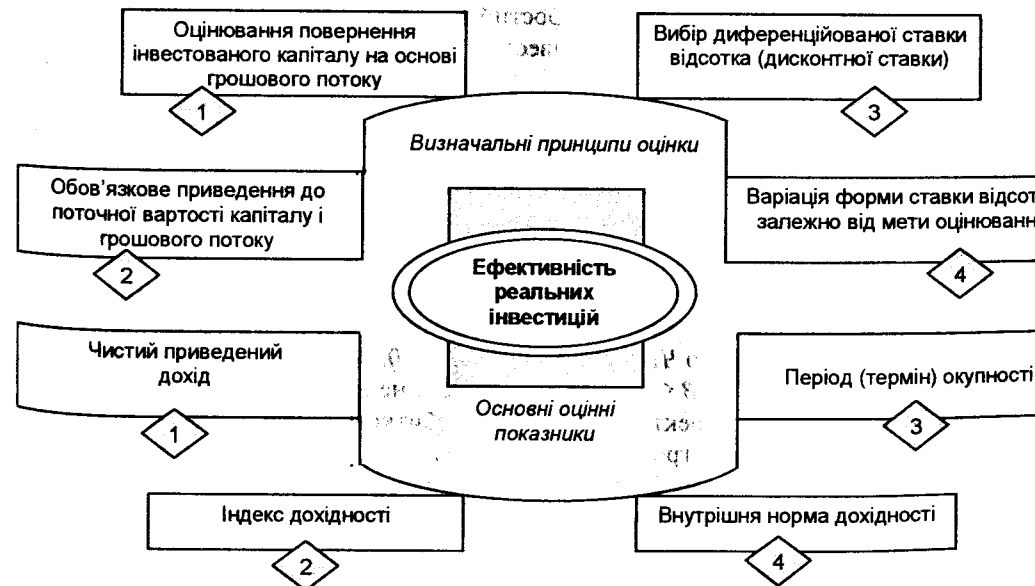 Оцінювання повернення
інвестованого капіталу на основі
грошового потоку
1
Вибір диференційованої ставки
відсотка (дисконтної ставки)
3
Визначальні принципи оцінки
Обов'язкове приведення до
поточної вартості капіталу і
грошового потоку
2
Варіація форми ставки відсот
залежно від мети оцінюванн
4
Ефективність
реальних
інвестицій
Чистий приведений
дохід
1
Період (термін) окупності
3
Основні оцінні
показники
Індекс дохідності
2
Внутрішня норма дохідності
4